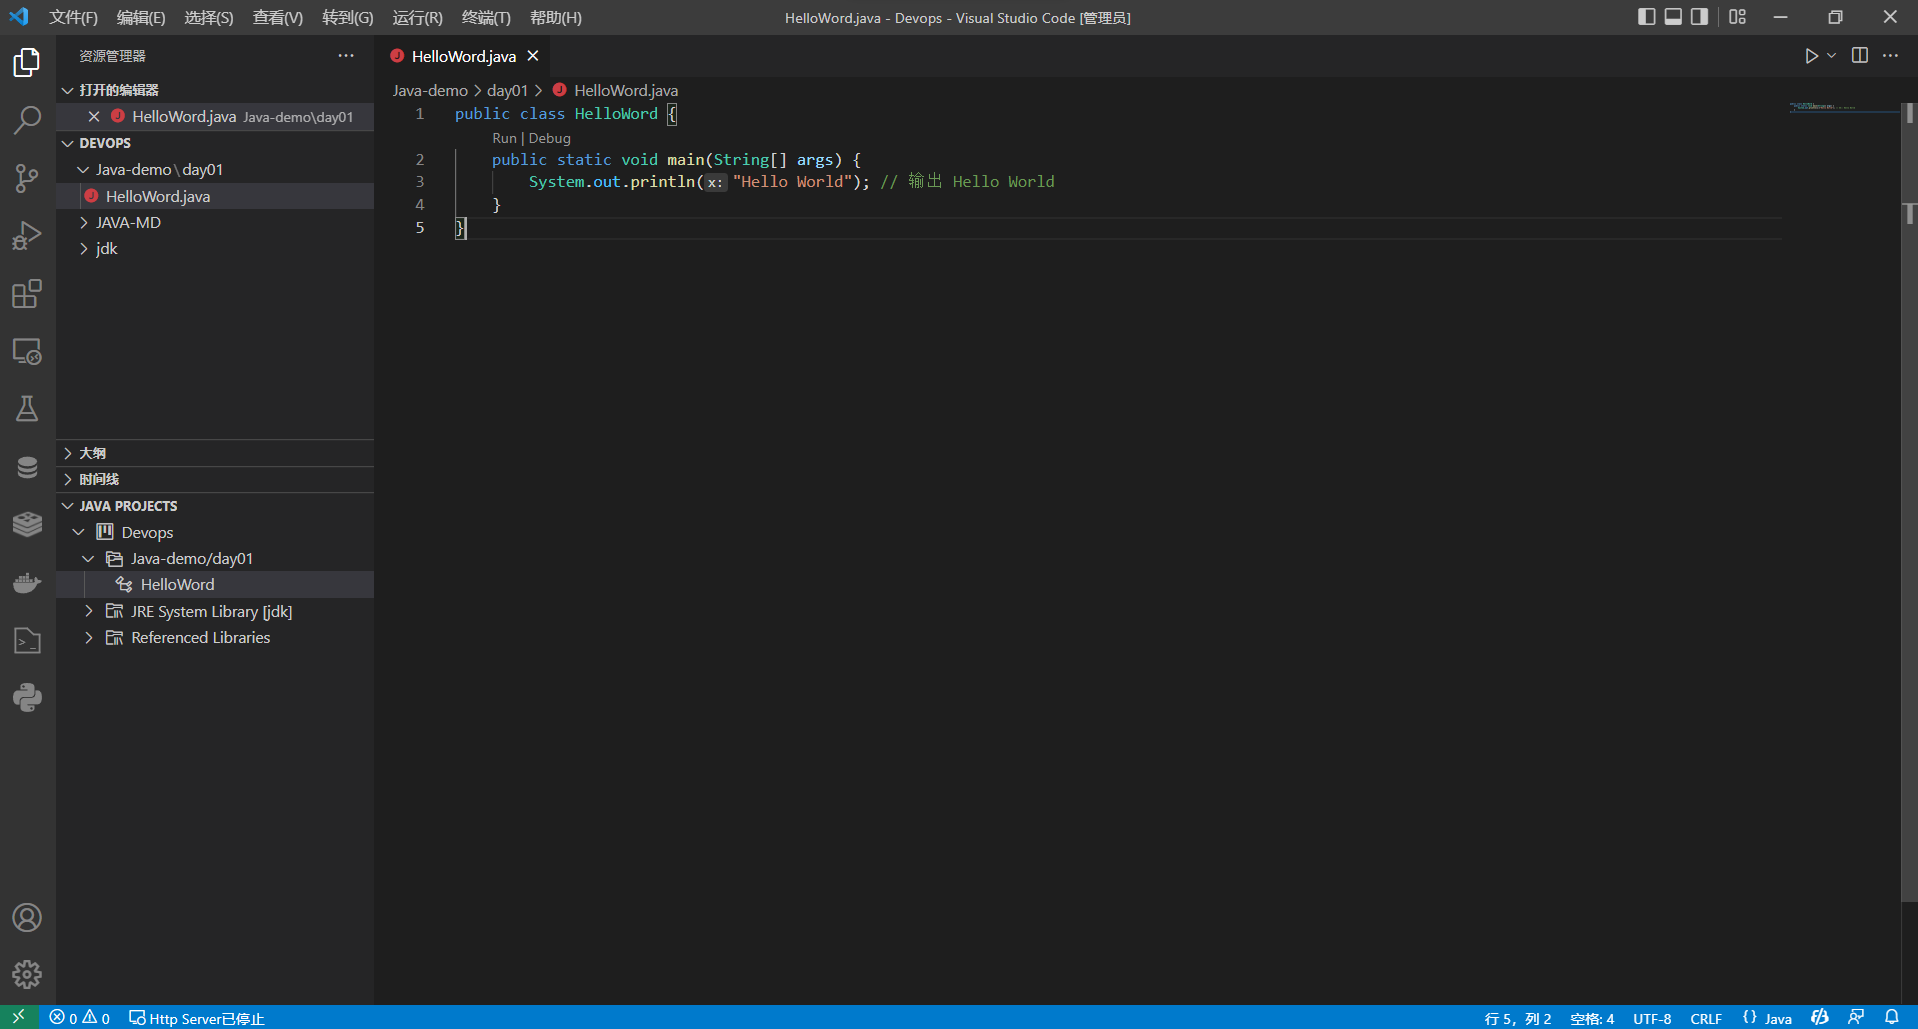 文件(F) 编辑(E) 选择(S) 查看(V) 转到(G) 运行(R) 终端(T) 帮助(H)
HelloWord.java - Devops - Visual Studio Code [管理员]
资源管理器
打开的编辑器
HelloWord.java Java-demo\day01
DEVOPS
Java-demo\day01
HelloWord.java
JAVA-MD
jdk
大纲
时间线
JAVA PROJECTS
Devops
Java-demo/day01
HelloWord
JRE System Library [jdk]
Referenced Libraries
HelloWord.java
Java-demo > day01 > HelloWord.java
1 public class HelloWord {
Run | Debug
2 public static void main(String[] args) {
3 System.out.println(x: "Hello World"); // 输出 Hello World
4 }
5 }
0 0 Http Server已停止
行 5，列 2 空格: 4 UTF-8 CRLF {} Java